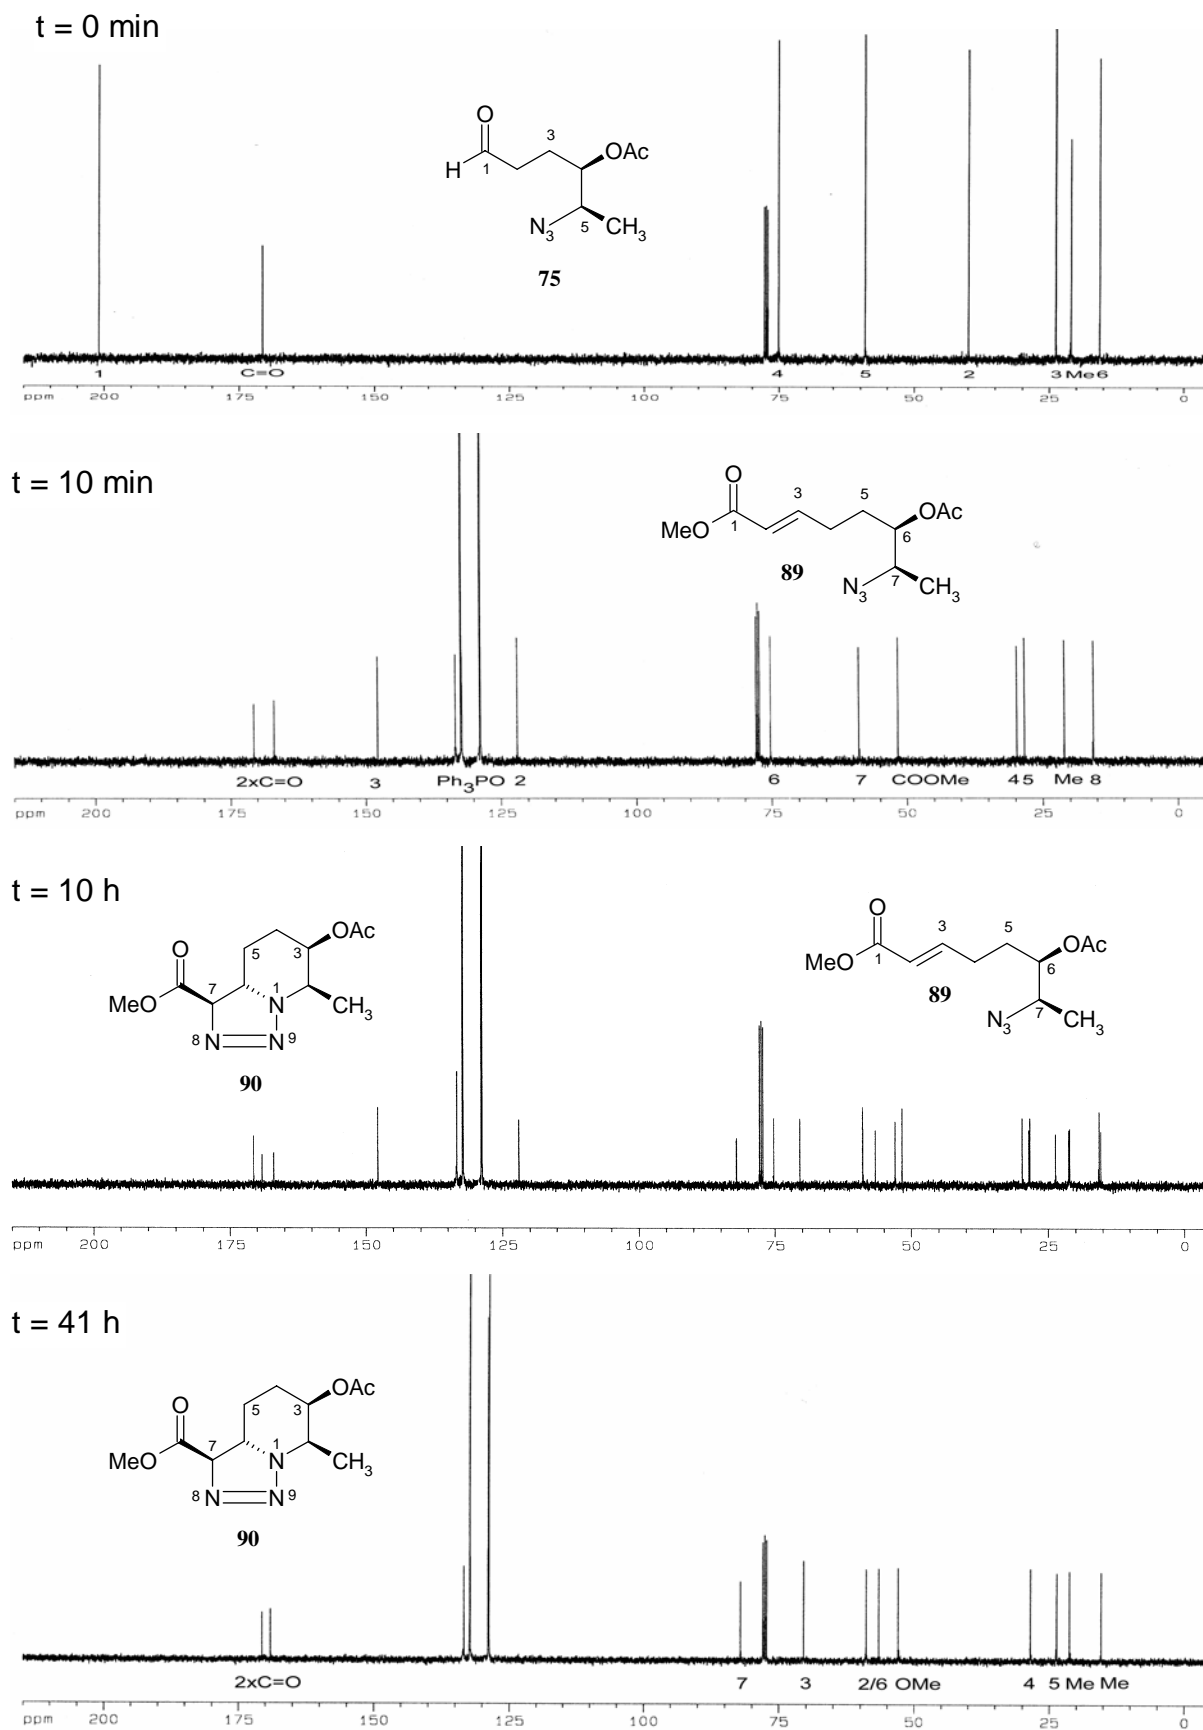 t = 0 min
O
H
1
3
OAc
N3
5
CH3
75
1 C=O 4 5 2 3 Me 6
ppm 200 175 150 125 100 75 50 25 0
t = 10 min
O
MeO
1
3
5
OAc
6
N3
7
CH3
89
2xC=O 3 Ph3PO 2 6 7 COOMe 4 5 Me 8
ppm 200 175 150 125 100 75 50 25 0
t = 10 h
O
MeO
7
5
3
OAc
1
N
CH3
8 N N 9
90
O
MeO
1
3
5
OAc
6
N3
7
CH3
89
ppm 200 175 150 125 100 75 50 25 0
t = 41 h
O
MeO
7
5
3
OAc
1
N
CH3
8 N N 9
90
2xC=O 7 3 2/6 OMe 4 5 Me Me
ppm 200 175 150 125 100 75 50 25 0